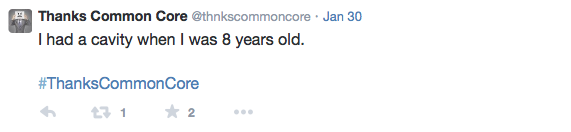 Thanks Common Core @thnkscommoncore · Jan 30
I had a cavity when I was 8 years old.
#ThanksCommonCore
1 2